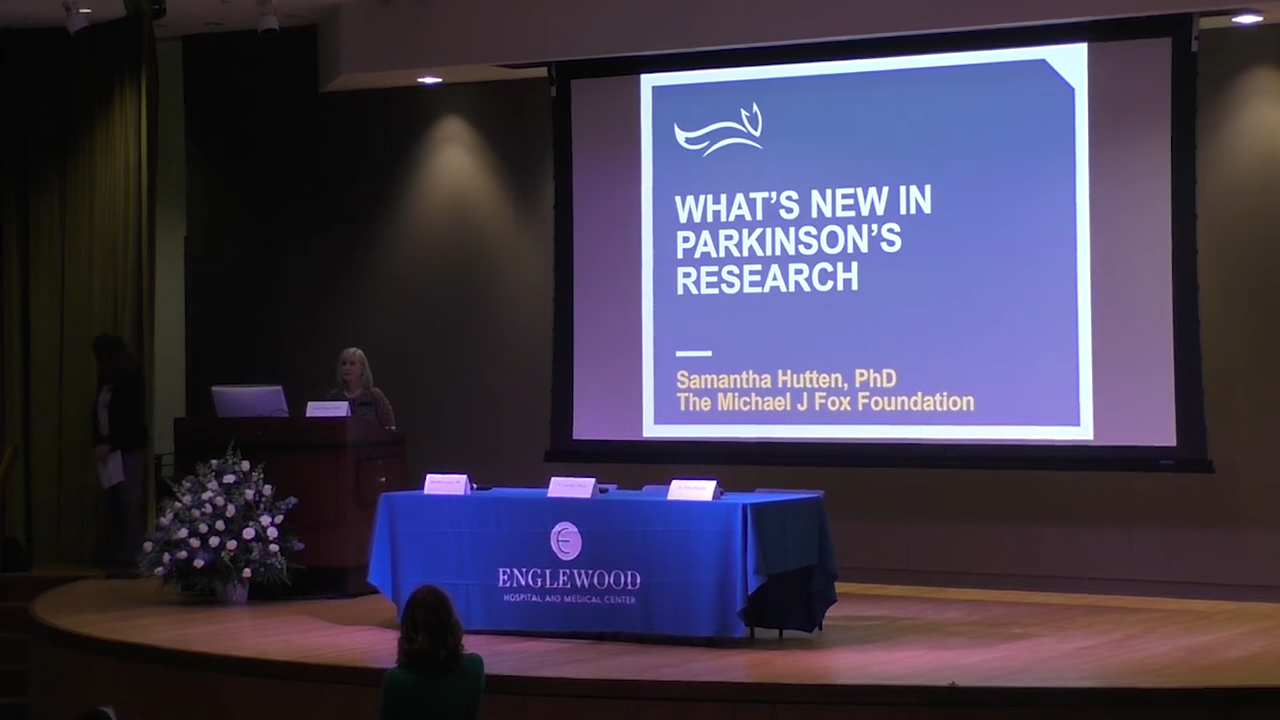 WHAT'S NEW IN
PARKINSON'S
RESEARCH
Samantha Hutten, PhD
The Michael J Fox Foundation
ENGLEWOOD
HOSPITAL AND MEDICAL CENTER